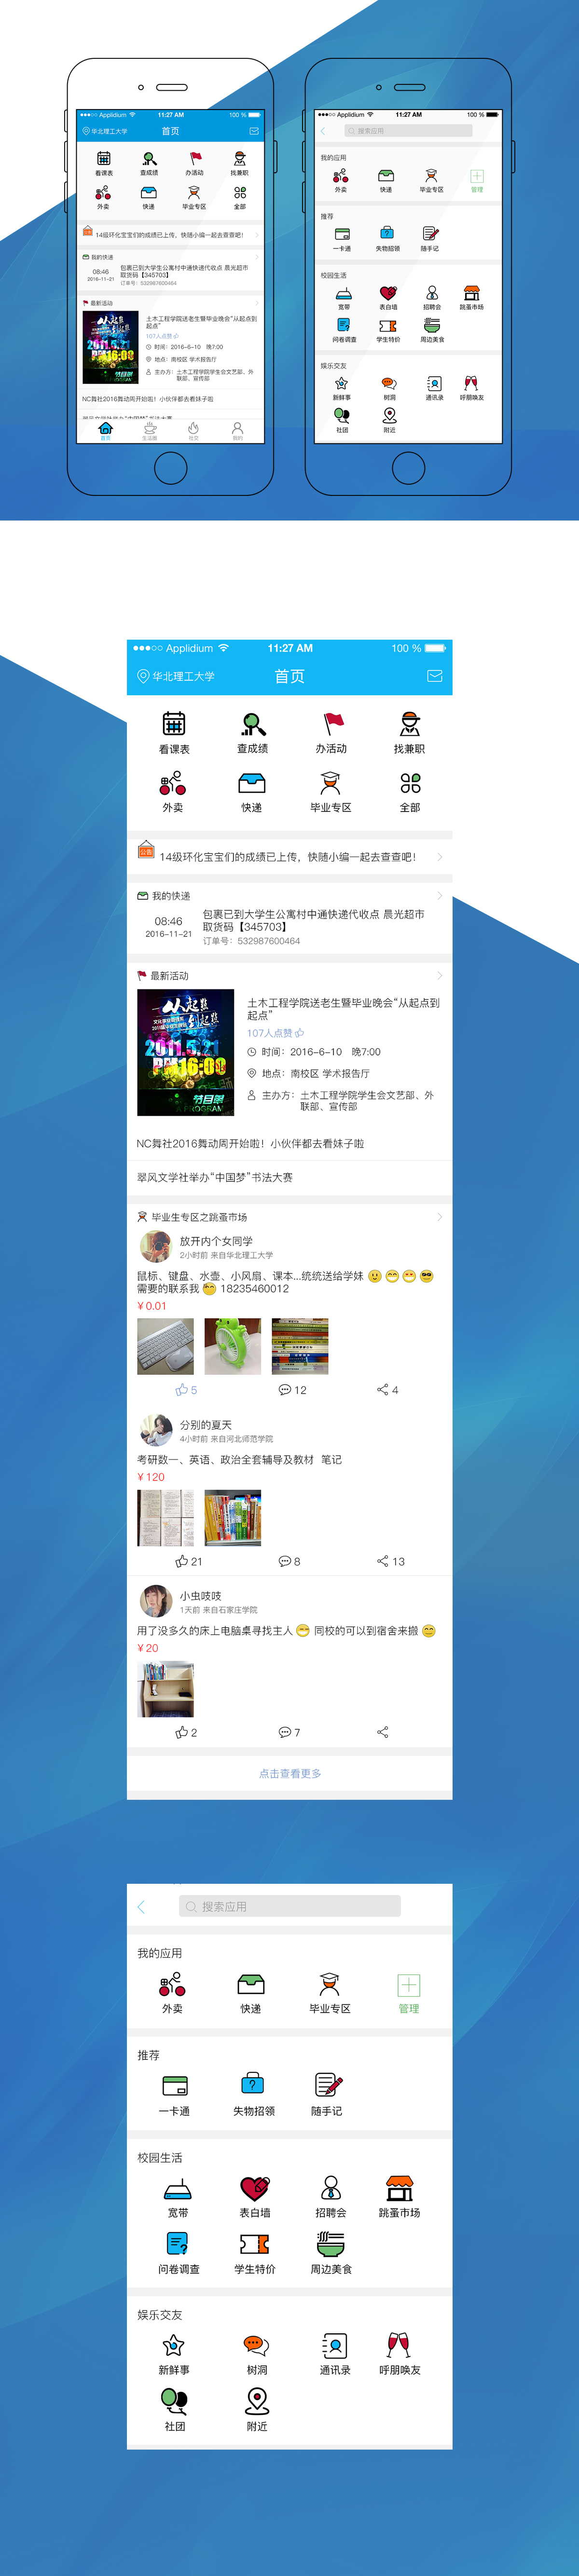 Applidium 11:27 AM 100 %
华北理工大学 首页
看课表 查成绩 办活动 找兼职
外卖 快递 毕业专区 全部
14级环化宝宝们的成绩已上传，快随小编一起去查查吧！
我的快递
08:46
2016-11-21
包裹已到大学生公寓村中通快递代收点 晨光超市
取货码【345703】
订单号：532987600464
最新活动
土木工程学院送老生暨毕业晚会“从起点到
起点”
107人点赞
时间：2016-6-10 晚7:00
地点：南校区 学术报告厅
主办方：土木工程学院学生会文艺部、外
联部、宣传部
NC舞社2016舞动周开始啦！小伙伴都去看妹子啦
首页 生活圈 社交 我的
Applidium 11:27 AM 100 %
搜索应用
我的应用
外卖 快递 毕业专区 管理
推荐
一卡通 失物招领 随手记
校园生活
宽带 表白墙 招聘会 跳蚤市场
问卷调查 学生特价 周边美食
娱乐交友
新鲜事 树洞 通讯录 呼朋唤友
社团 附近
Applidium 11:27 AM 100 %
华北理工大学 首页
看课表 查成绩 办活动 找兼职
外卖 快递 毕业专区 全部
公告
14级环化宝宝们的成绩已上传，快随小编一起去查查吧！
我的快递
08:46
2016-11-21
包裹已到大学生公寓村中通快递代收点 晨光超市
取货码【345703】
订单号：532987600464
最新活动
从起点
到起点
2011.5.21
PM16:00
节目单
PROGRAM
土木工程学院送老生暨毕业晚会“从起点到
起点”
107人点赞
时间：2016-6-10 晚7:00
地点：南校区 学术报告厅
主办方：土木工程学院学生会文艺部、外
联部、宣传部
NC舞社2016舞动周开始啦！小伙伴都去看妹子啦
翠风文学社举办“中国梦”书法大赛
毕业生专区之跳蚤市场
放开内个女同学
2小时前 来自华北理工大学
鼠标、键盘、水壶、小风扇、课本...统统送给学妹
需要的联系我 18235460012
¥0.01
5 12 4
分别的夏天
4小时前 来自河北师范学院
考研数一、英语、政治全套辅导及教材 笔记
¥120
21 8 13
小虫吱吱
1天前 来自石家庄学院
用了没多久的床上电脑桌寻找主人 同校的可以到宿舍来搬
¥20
2 7
点击查看更多
搜索应用
我的应用
外卖 快递 毕业专区 管理
推荐
一卡通 失物招领 随手记
校园生活
宽带 表白墙 招聘会 跳蚤市场
问卷调查 学生特价 周边美食
娱乐交友
新鲜事 树洞 通讯录 呼朋唤友
社团 附近